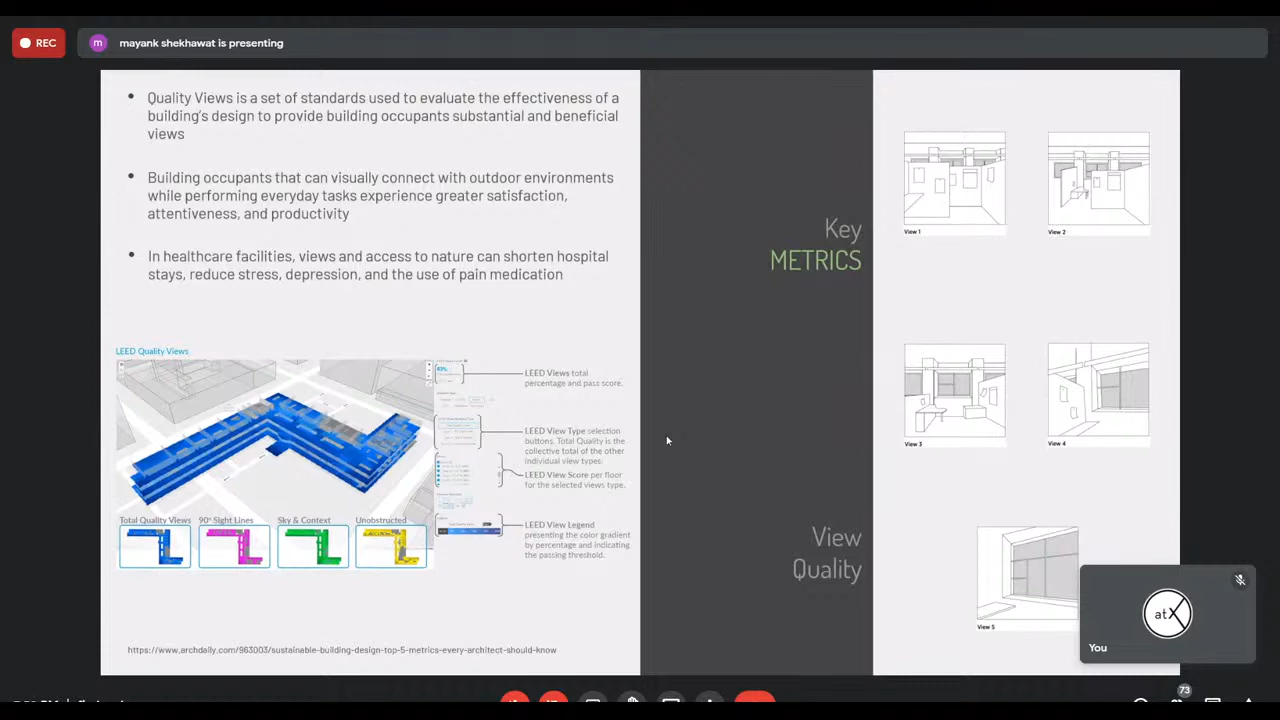 REC
m
mayank shekhawat is presenting
• Quality Views is a set of standards used to evaluate the effectiveness of a
building's design to provide building occupants substantial and beneficial
views
• Building occupants that can visually connect with outdoor environments
while performing everyday tasks experience greater satisfaction,
attentiveness, and productivity
• In healthcare facilities, views and access to nature can shorten hospital
stays, reduce stress, depression, and the use of pain medication
LEED Quality Views
LEED Views total
percentage and pass score.
LEED View Type selection
buttons. Total Quality is the
collective total of the other
individual view types.
LEED View Score per floor
for the selected views type.
LEED View Legend
presenting the color gradient
by percentage and indicating
the passing threshold.
Total Quality Views
90° Sight Lines
Sky & Context
Unobstructed
https://www.archdaily.com/963003/sustainable-building-design-top-5-metrics-every-architect-should-know
Key
METRICS
View
Quality
View 1
View 2
View 3
View 4
View 5
atX
You
73